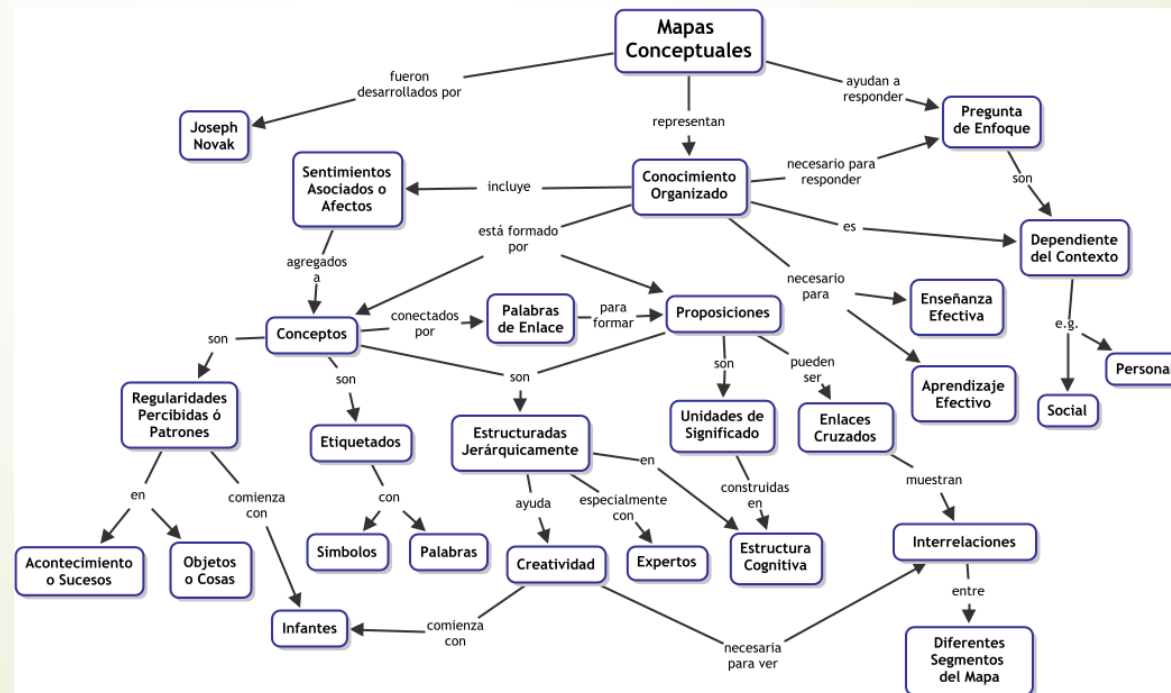 Mapas
Conceptuales
fueron
desarrollados por
ayudan a
responder
Joseph
Novak
representan
Pregunta
de Enfoque
Sentimientos
Asociados o
Afectos
incluye
Conocimiento
Organizado
necesario para
responder
son
está formado
por
es
Dependiente
del Contexto
agregados
a
necesario
para
Enseñanza
Efectiva
Conceptos
conectados
por
Palabras
de Enlace
para
formar
Proposiciones
e.g.
son
son
son
son
pueden
ser
Aprendizaje
Efectivo
Personal
Social
Regularidades
Percibidas ó
Patrones
Etiquetados
Estructuradas
Jerárquicamente
Unidades de
Significado
Enlaces
Cruzados
en
comienza
con
con
ayuda
especialmente
con
en
construidas
en
muestran
Acontecimiento
o Sucesos
Objetos
o Cosas
Símbolos
Palabras
Creatividad
Expertos
Estructura
Cognitiva
Interrelaciones
Infantes
comienza
con
necesaria
para ver
entre
Diferentes
Segmentos
del Mapa